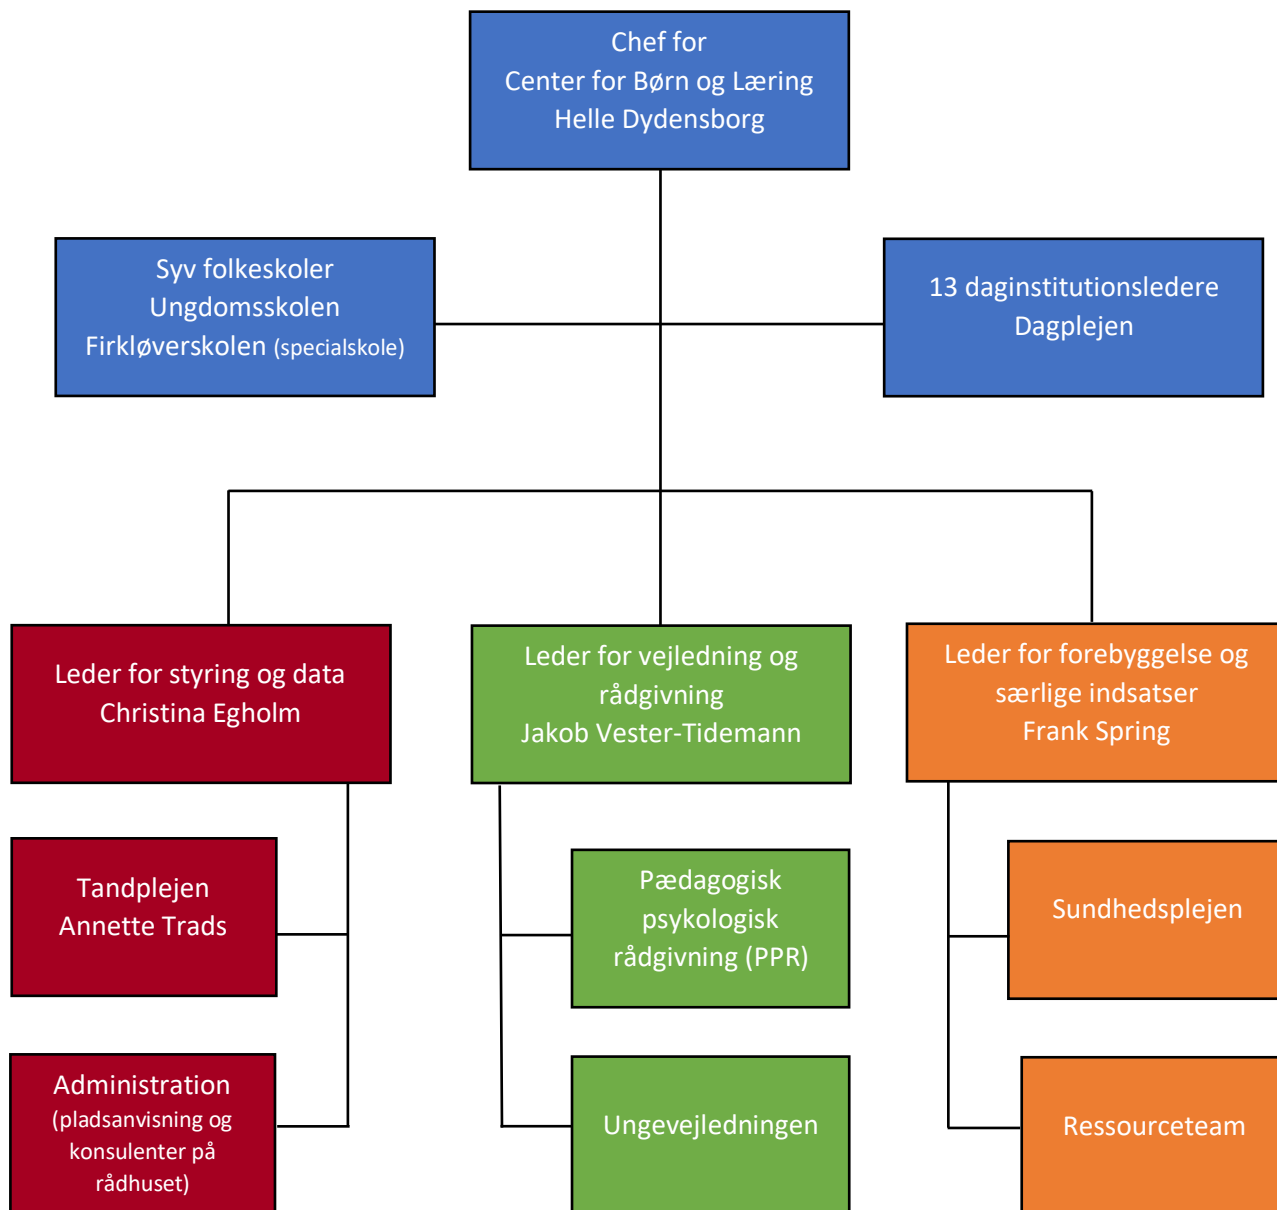 Chef for
Center for Børn og Læring
Helle Dydensborg
Syv folkeskoler
Ungdomsskolen
Firkløverskolen (specialskole)
13 daginstitutionsledere
Dagplejen
Leder for styring og data
Christina Egholm
Leder for vejledning og
rådgivning
Jakob Vester-Tidemann
Leder for forebyggelse og
særlige indsatser
Frank Spring
Tandplejen
Annette Trads
Pædagogisk
psykologisk
rådgivning (PPR)
Sundhedsplejen
Administration
(pladsanvisning og
konsulenter på
rådhuset)
Ungevejledningen
Ressourceteam